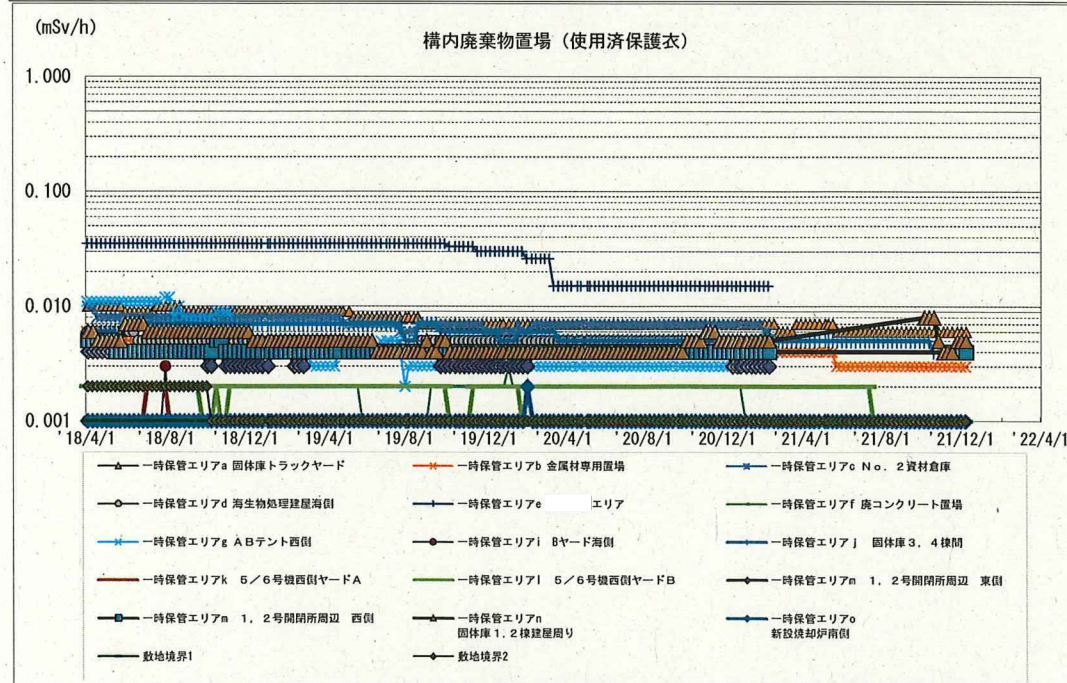 (mSv/h)
構内廃棄物置場（使用済保護衣）
1.000
0.100
0.010
0.001
'18/4/1 '18/8/1 '18/12/1 '19/4/1 '19/8/1 '19/12/1 '20/4/1 '20/8/1 '20/12/1 '21/4/1 '21/8/1 '21/12/1 '22/4/1
一時保管エリアa 固体庫トラックヤード
一時保管エリアb 金属材専用置場
一時保管エリアc No．2資材倉庫
一時保管エリアd 海生物処理建屋海側
一時保管エリアe エリア
一時保管エリアf 廃コンクリート置場
一時保管エリアg ABテント西側
一時保管エリアi Bヤード海側
一時保管エリアj 固体庫3，4棟間
一時保管エリアk 5／6号機西側ヤードA
一時保管エリアl 5／6号機西側ヤードB
一時保管エリアm 1，2号開閉所周辺 東側
一時保管エリアm 1，2号開閉所周辺 西側
一時保管エリアn
固体庫1,2棟建屋周り
一時保管エリアo
新設焼却炉南側
敷地境界1
敷地境界2